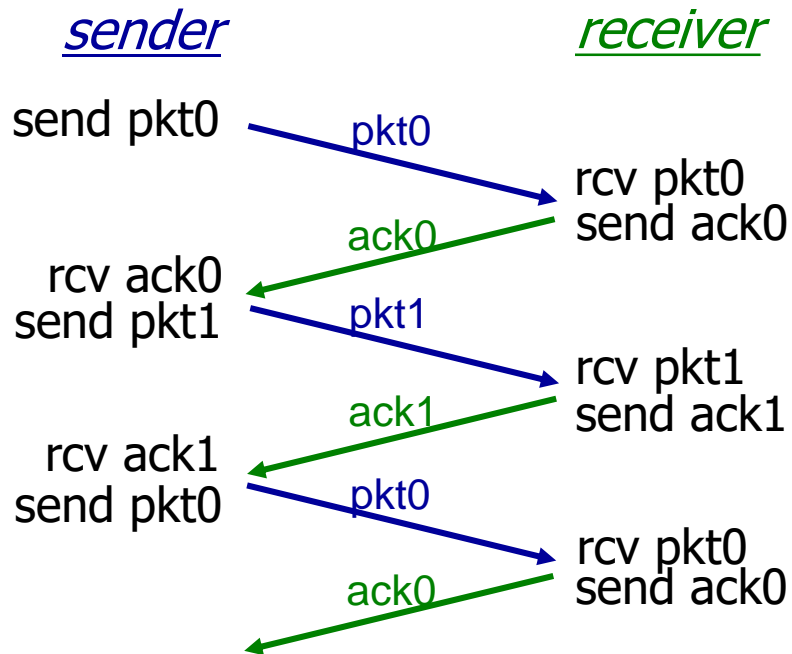 sender
receiver
send pkt0
pkt0
rcv pkt0
send ack0
ack0
rcv ack0
send pkt1
pkt1
rcv pkt1
send ack1
ack1
rcv ack1
send pkt0
pkt0
rcv pkt0
send ack0
ack0